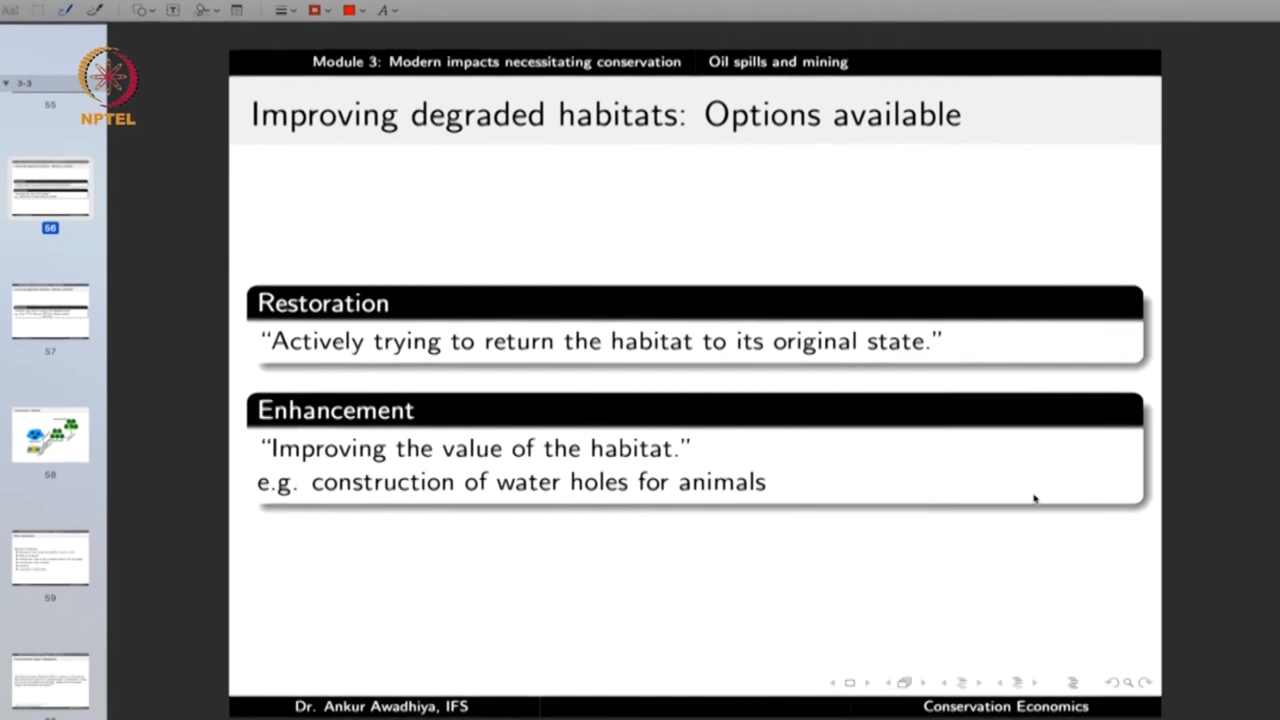 Module 3: Modern impacts necessitating conservation Oil spills and mining
3-3
55
NPTEL
Improving degraded habitats: Options available
56
Restoration
“Actively trying to return the habitat to its original state.”
Enhancement
“Improving the value of the habitat.”
e.g. construction of water holes for animals
57
58
59
Dr. Ankur Awadhiya, IFS Conservation Economics